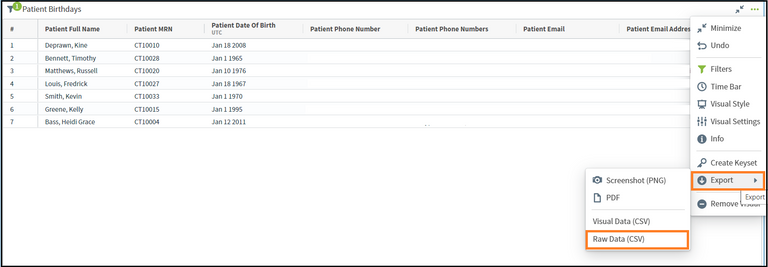 1 Patient Birthdays
# Patient Full Name Patient MRN Patient Date Of Birth Patient Phone Number Patient Phone Numbers Patient Email Patient Email Addres
UTC
1 Deprawn, Kine CT10010 Jan 18 2008
2 Bennett, Timothy CT10028 Jan 1 1965
3 Matthews, Russell CT10020 Jan 10 1976
4 Louis, Fredrick CT10027 Jan 18 1967
5 Smith, Kevin CT10033 Jan 1 1970
6 Greene, Kelly CT10015 Jan 1 1995
7 Bass, Heidi Grace CT10004 Jan 12 2011
Minimize
Undo
Filters
Time Bar
Visual Style
Visual Settings
Info
Create Keyset
Export
Export
Remove
Screenshot (PNG)
PDF
Visual Data (CSV)
Raw Data (CSV)